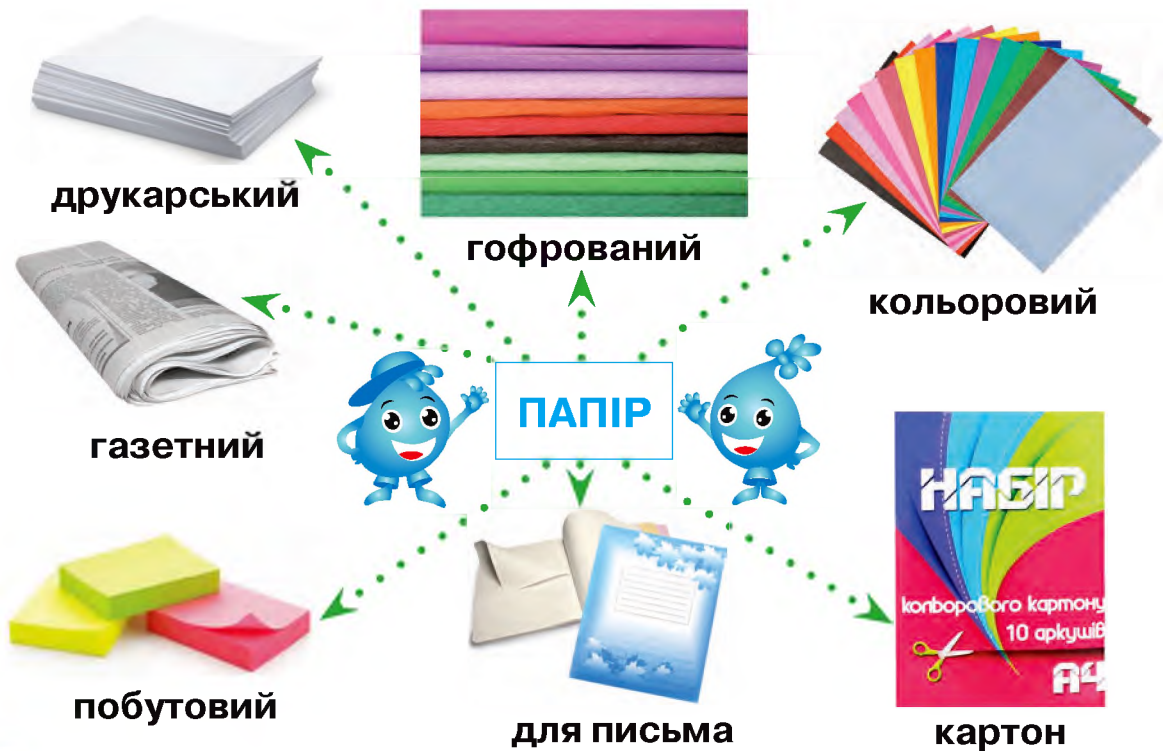 друкарський
гофрований
кольоровий
газетний
ПАПІР
НАБІР
кольорового картону
10 аркушів
А4
побутовий
для письма
картон